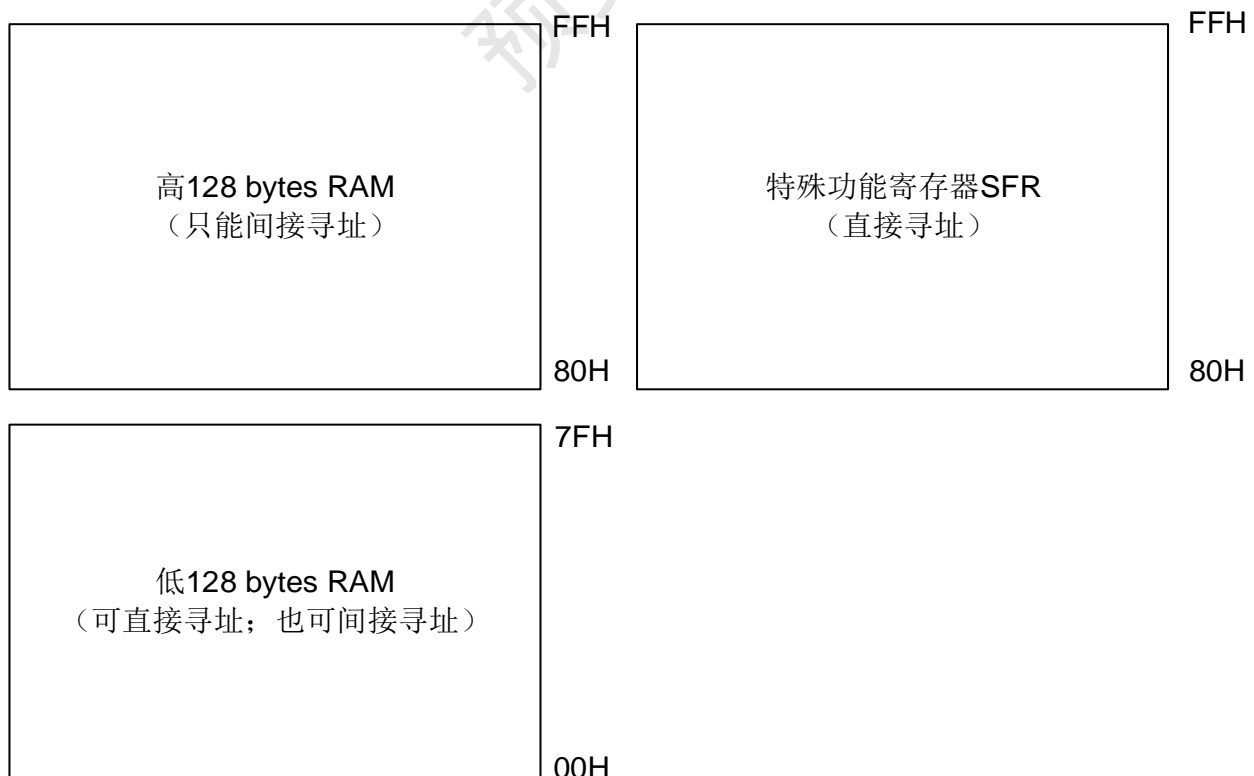 FFH
高128 bytes RAM
（只能间接寻址）
80H
FFH
特殊功能寄存器SFR
（直接寻址）
80H
7FH
低128 bytes RAM
（可直接寻址；也可间接寻址）
00H